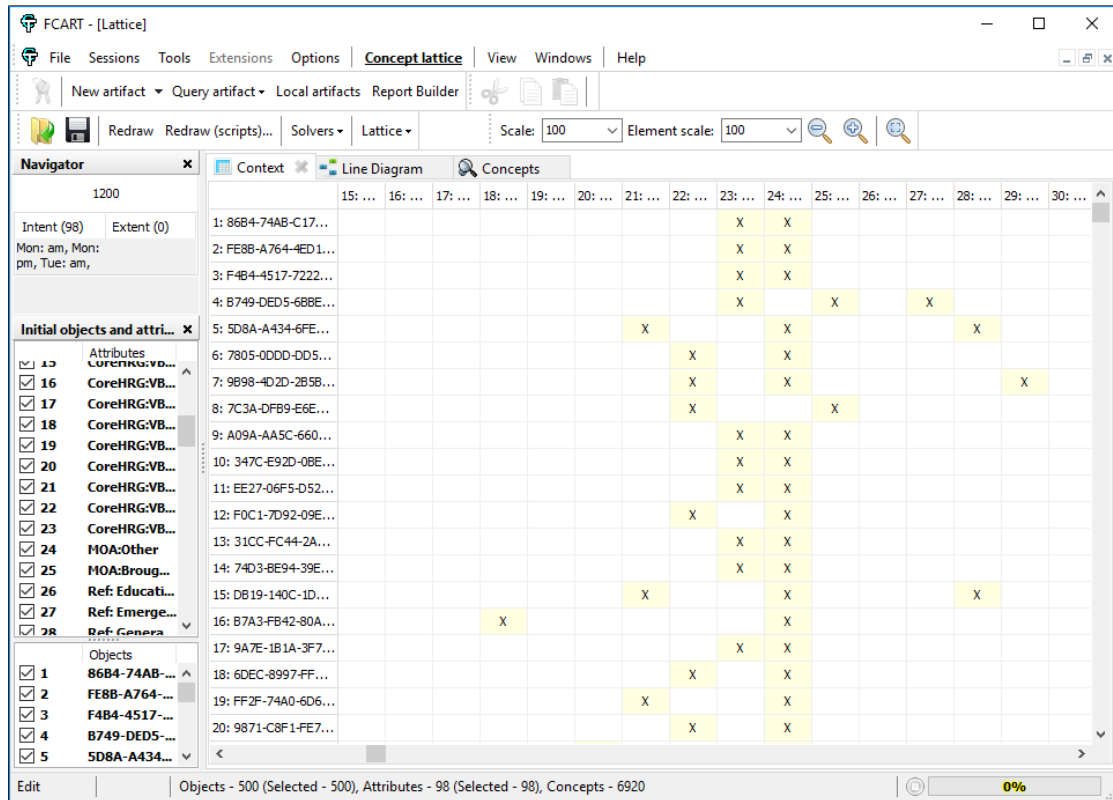 FCART - [Lattice]
File Sessions Tools Extensions Options Concept lattice View Windows Help
New artifact Query artifact Local artifacts Report Builder
Redraw Redraw (scripts)... Solvers Lattice Scale: 100 Element scale: 100
Navigator x
1200
Intent (98) Extent (0)
Mon: am, Mon:
pm, Tue: am,
Initial objects and attri... x
Attributes
15 CoreHRG:VB...
16 CoreHRG:VB...
17 CoreHRG:VB...
18 CoreHRG:VB...
19 CoreHRG:VB...
20 CoreHRG:VB...
21 CoreHRG:VB...
22 CoreHRG:VB...
23 CoreHRG:VB...
24 MOA:Other
25 MOA:Broug...
26 Ref: Educati...
27 Ref: Emerge...
28 Ref: Genera
Objects
1 86B4-74AB-...
2 FE8B-A764-...
3 F4B4-4517-...
4 B749-DED5-...
5 5D8A-A434...
Context Line Diagram Concepts
15: ... 16: ... 17: ... 18: ... 19: ... 20: ... 21: ... 22: ... 23: ... 24: ... 25: ... 26: ... 27: ... 28: ... 29: ... 30: ...
1: 86B4-74AB-C17... X X
2: FE8B-A764-4ED1... X X
3: F4B4-4517-7222... X X
4: B749-DED5-6BBE... X X X
5: 5D8A-A434-6FE... X X X
6: 7805-0DDD-DD5... X X
7: 9B98-4D2D-2B5B... X X X
8: 7C3A-DFB9-E6E... X X
9: A09A-AA5C-660... X X
10: 347C-E92D-0BE... X X
11: EE27-06F5-D52... X X
12: F0C1-7D92-09E... X X
13: 31CC-FC44-2A... X X
14: 74D3-BE94-39E... X X
15: DB19-140C-1D... X X X
16: B7A3-FB42-80A... X X
17: 9A7E-1B1A-3F7... X X
18: 6DEC-8997-FF... X X
19: FF2F-74A0-6D6... X X
20: 9871-C8F1-FE7... X X
Edit Objects - 500 (Selected - 500), Attributes - 98 (Selected - 98), Concepts - 6920 0%